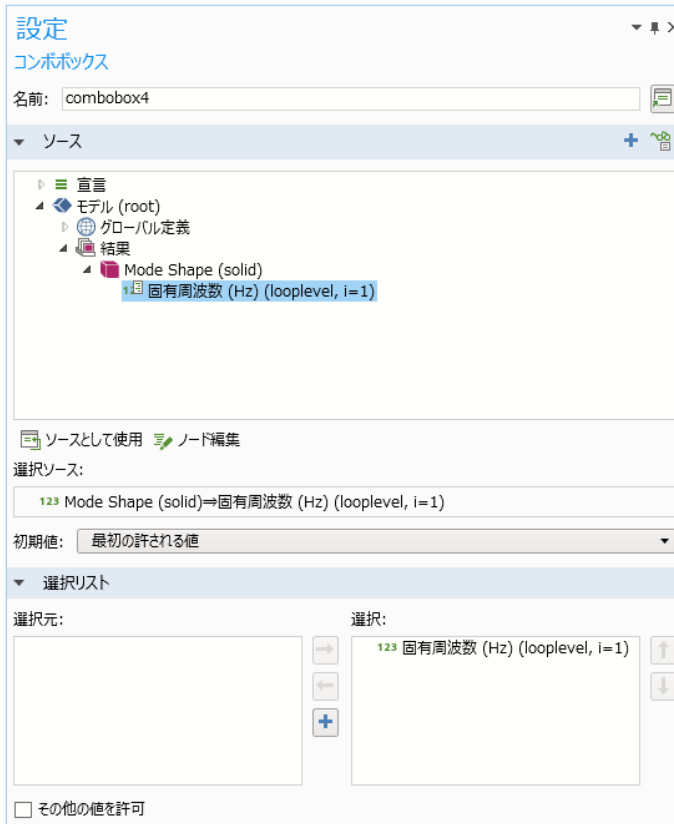 設定
コンボボックス
名前: combobox4
ソース
宣言
モデル (root)
グローバル定義
結果
Mode Shape (solid)
固有周波数 (Hz) (looplevel, i=1)
ソースとして使用 ノード編集
選択ソース:
123 Mode Shape (solid)⇒固有周波数 (Hz) (looplevel, i=1)
初期値: 最初の許される値
選択リスト
選択元: 選択:
123 固有周波数 (Hz) (looplevel, i=1)
その他の値を許可